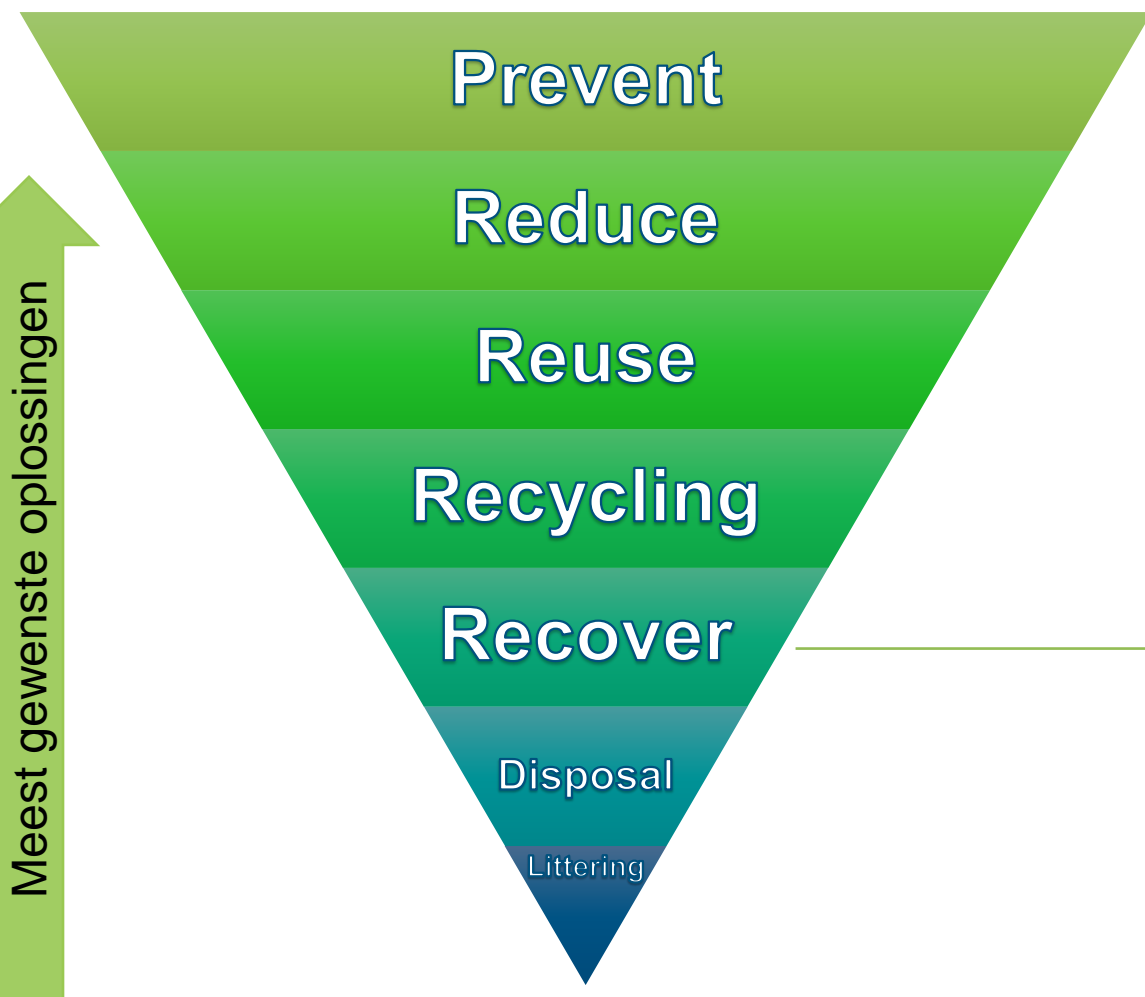 Prevent
Reduce
Reuse
Recycling
Recover
Disposal
Littering
Meest gewenste oplossingen